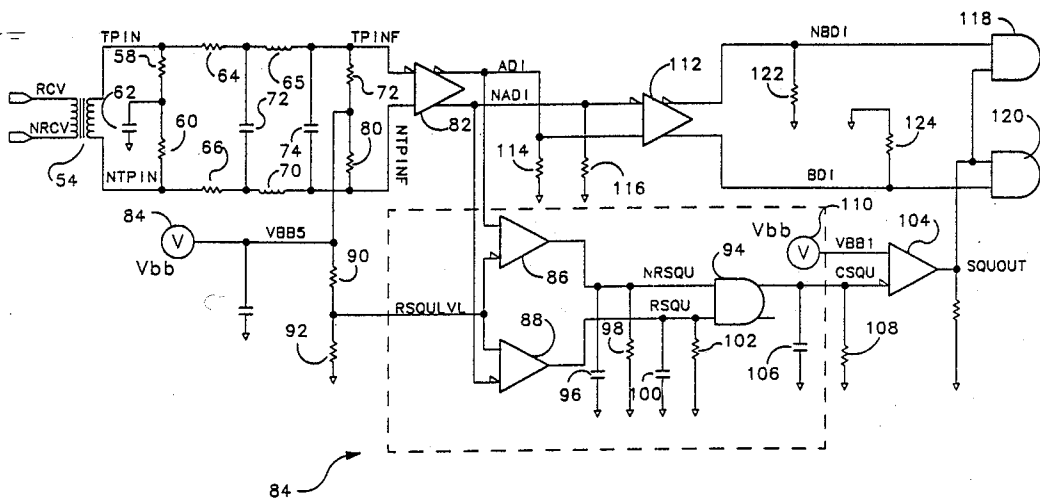 118
TPIN
TPINF
NBDI
58
64
65
72
ADI
112
RCV
62
NADI
122
120
72
82
NRCV
60
80
74
124
114
66
70
116
54
NTPIN
NTPINF
BDI
84
110
V
VBB5
Vbb
104
Vbb
90
V
VBB1
86
94
NRSQU
CSQU
SQUOUT
RSQULVL
RSQU
92
88
98
102
108
96
100
106
84